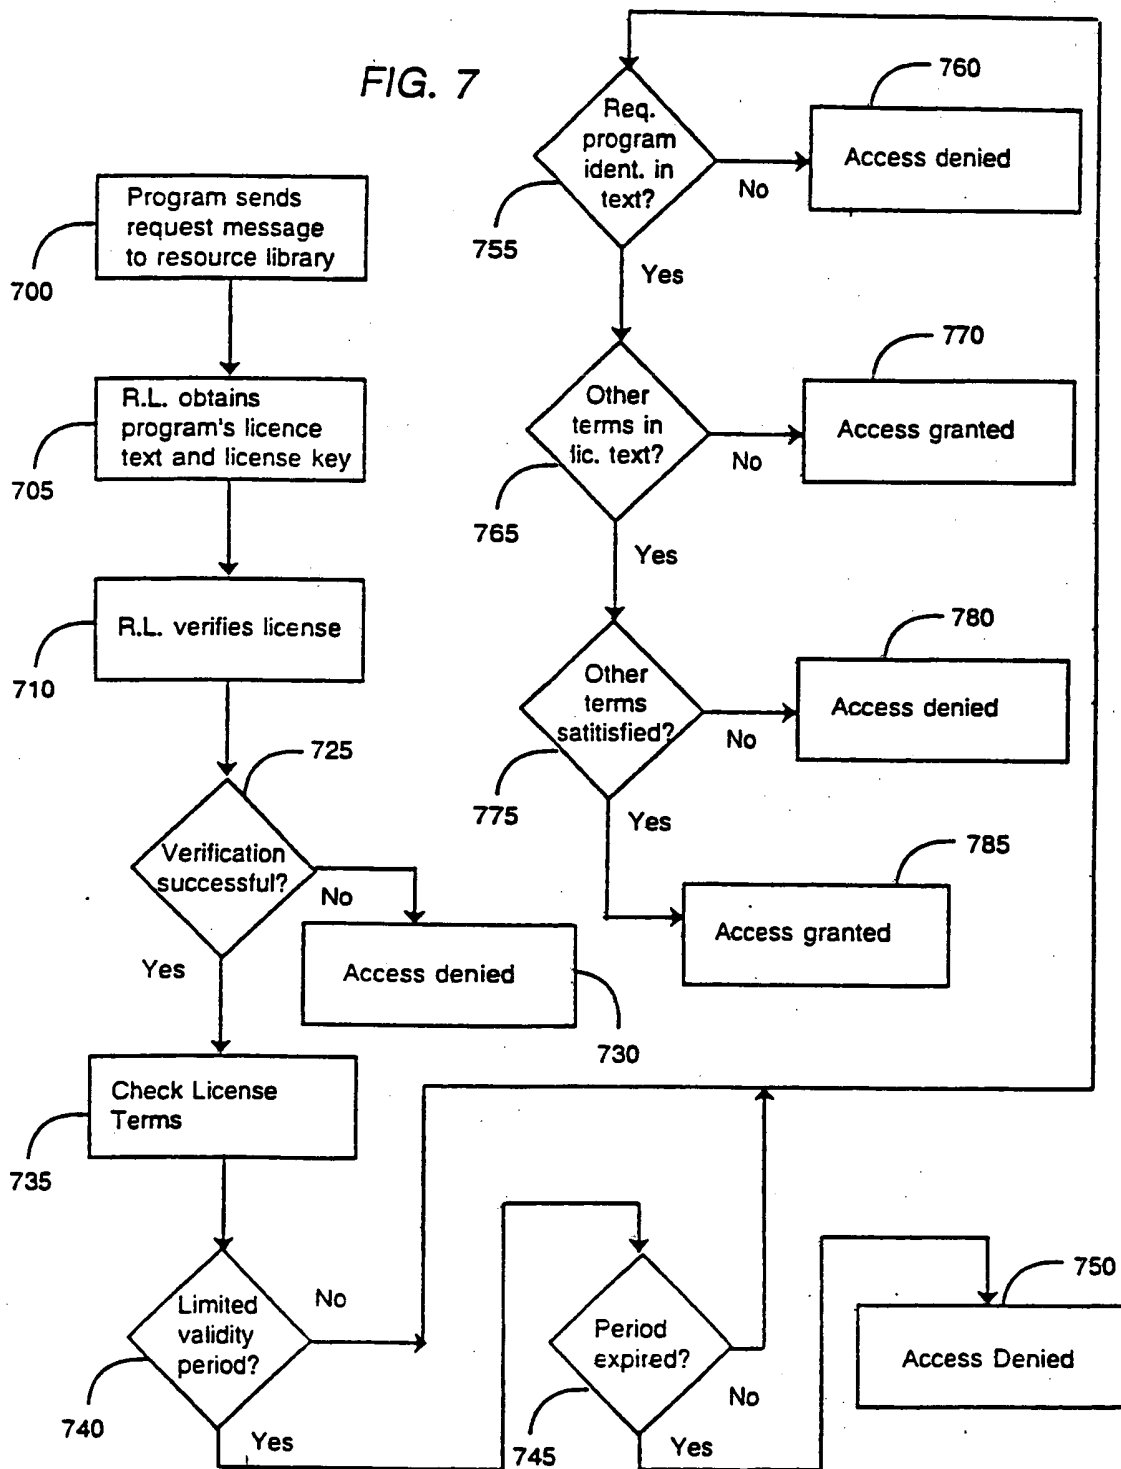 FIG. 7
Program sends
request message
to resource library
700
R.L. obtains
program's licence
text and license key
705
R.L. verifies license
710
725
Verification
successful?
No
Yes
Access denied
730
Check License
Terms
735
Limited
validity
period?
No
740
Yes
Period
expired?
No
745
Yes
750
Access Denied
Req.
program
ident. in
text?
755
No
Yes
760
Access denied
Other
terms in
lic. text?
765
No
Yes
770
Access granted
Other
terms
satitisfied?
775
No
Yes
780
Access denied
785
Access granted